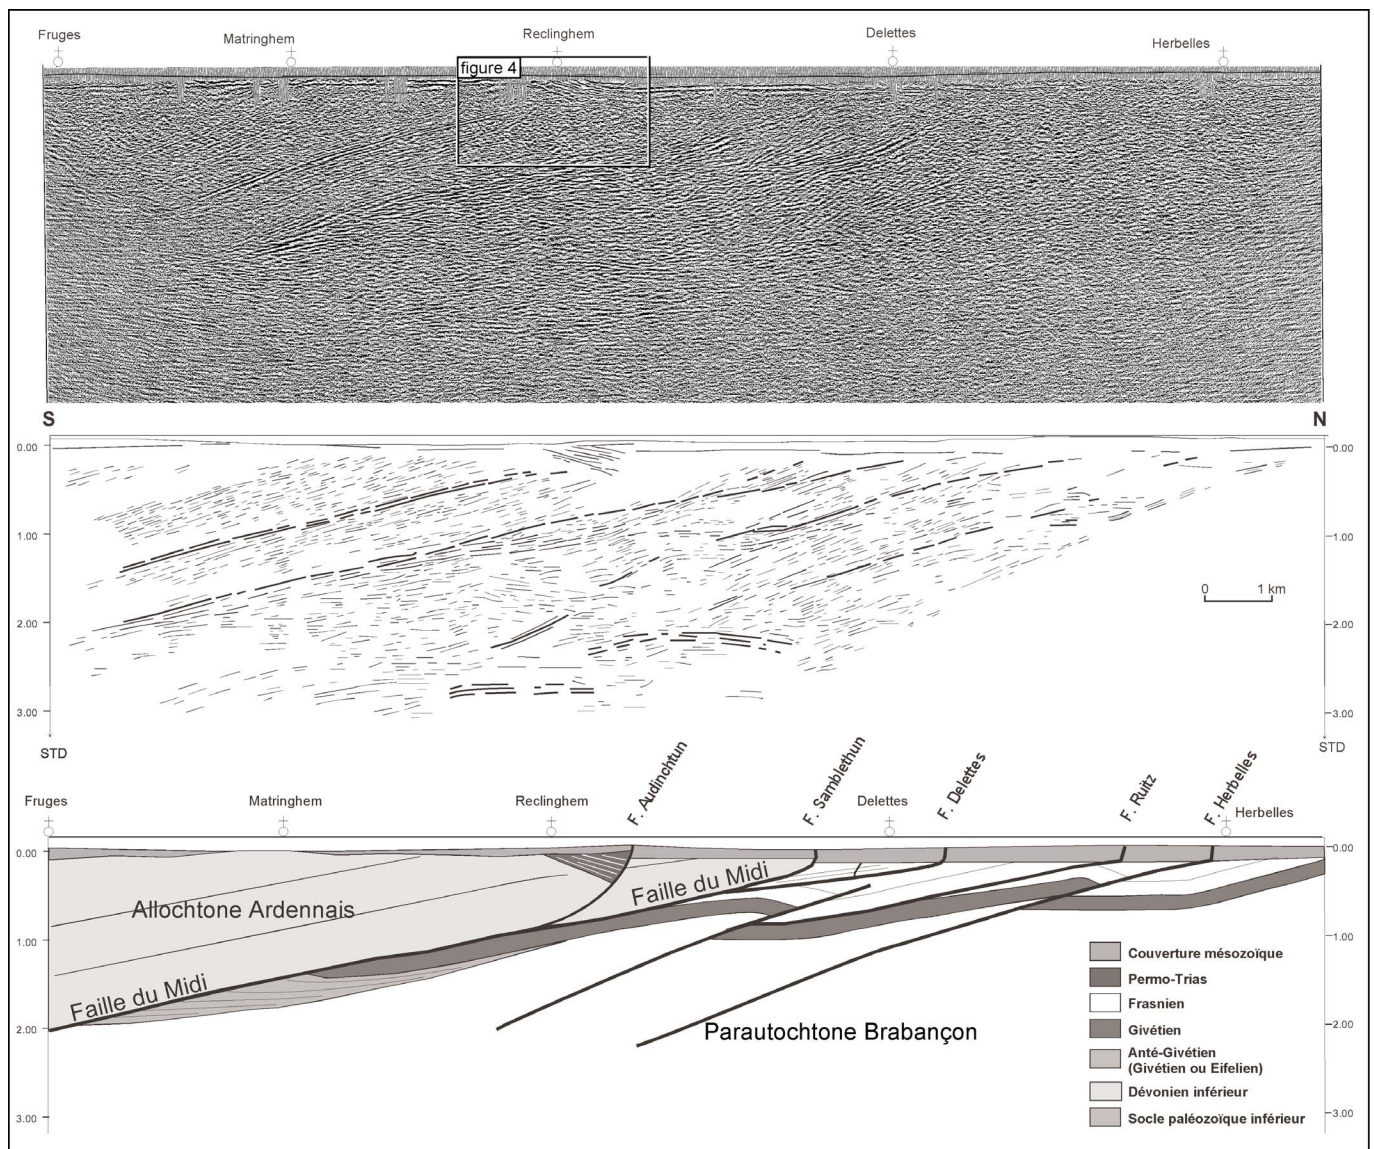 Fruges
Matringhem
Reclinghem
Delettes
Herbelles
figure 4
S
N
0.00
0.00
1.00
1.00
0
1 km
2.00
2.00
3.00
3.00
STD
STD
F. Audinchtun
F. Samblethun
F. Delettes
F. Ruitz
F. Herbelles
Fruges
Matringhem
Reclinghem
Delettes
Herbelles
0.00
0.00
Faille du Midi
Allochtone Ardennais
1.00
1.00
Faille du Midi
2.00
2.00
Parautochtone Brabançon
3.00
3.00
Couverture mésozoïque
Permo-Trias
Frasnien
Givétien
Anté-Givétien
(Givétien ou Eifelien)
Dévonien inférieur
Socle paléozoïque inférieur